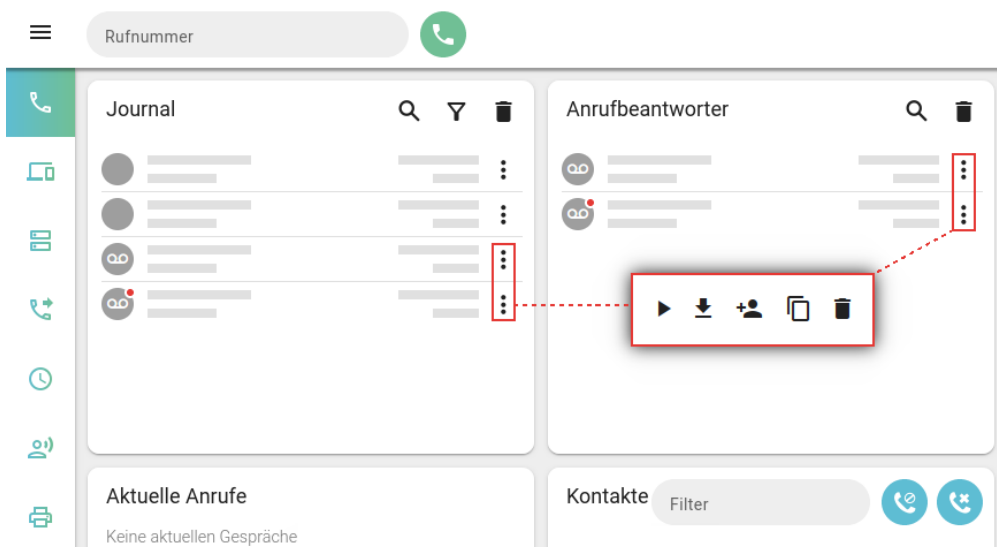 Rufnummer
Journal
Anrufbeantworter
Aktuelle Anrufe
Keine aktuellen Gespräche
Kontakte
Filter